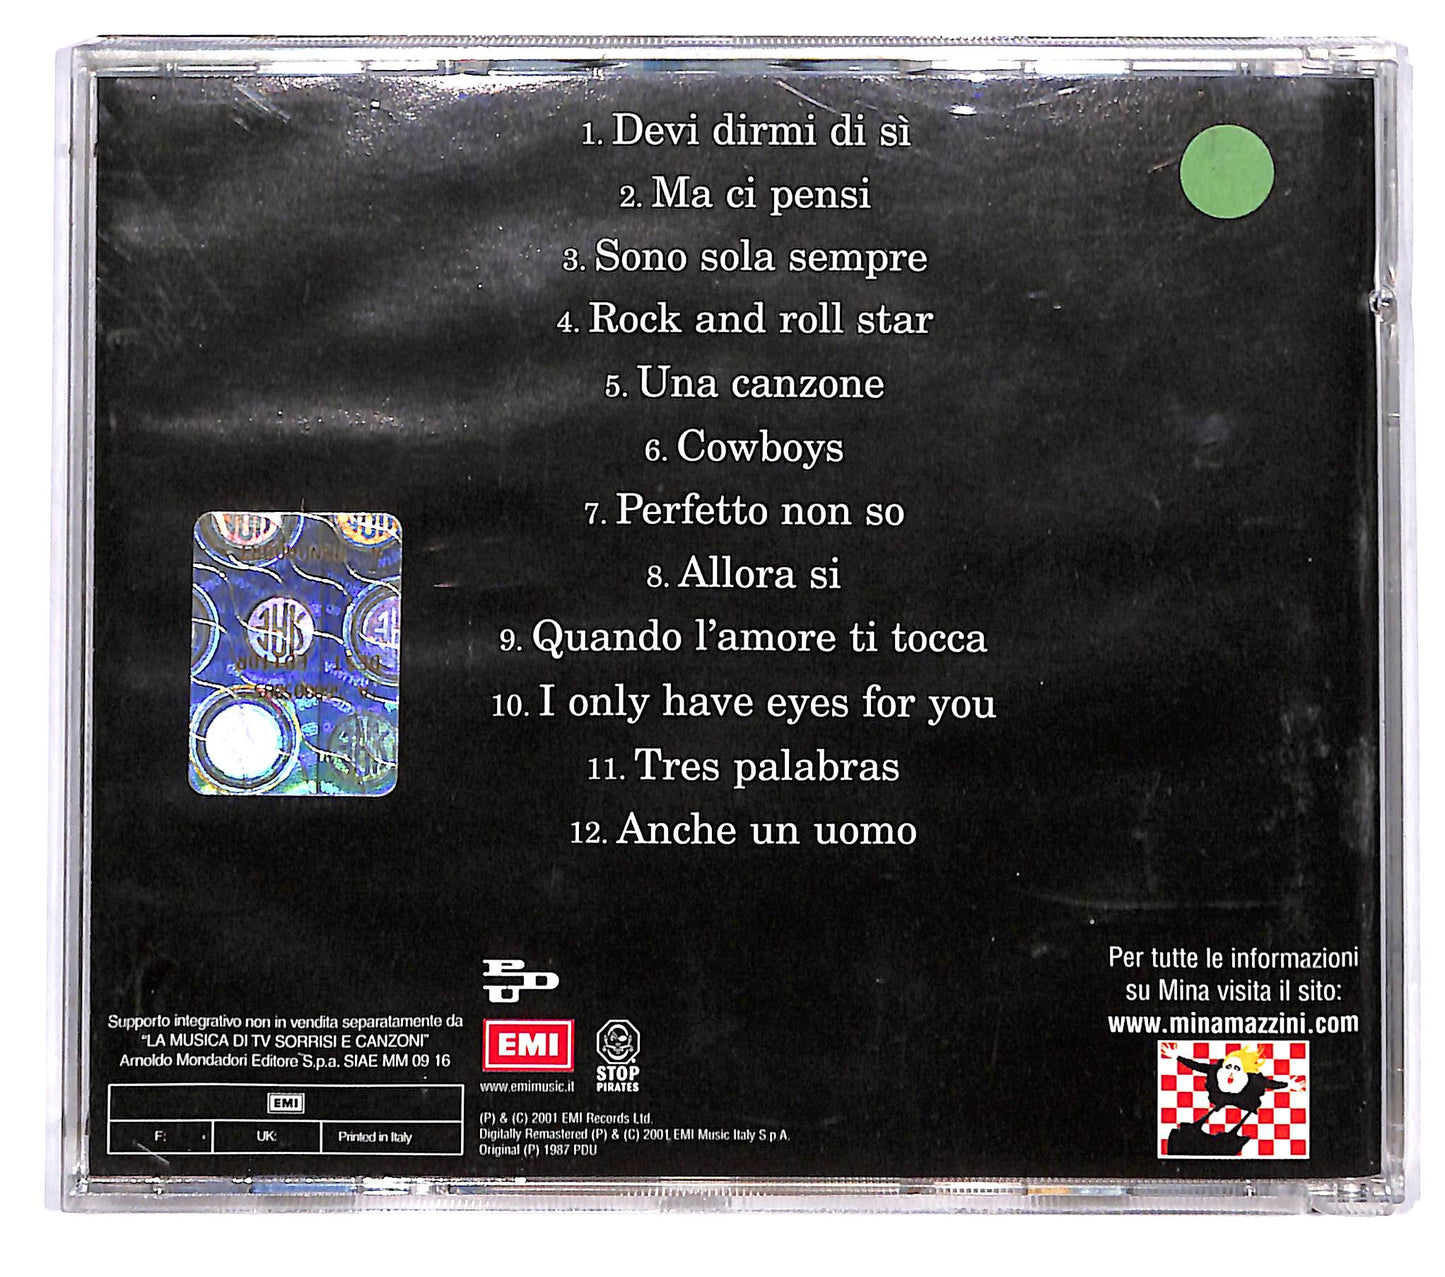 1. Devi dirmi di sì
2. Ma ci pensi
3. Sono sola sempre
4. Rock and roll star
5. Una canzone
6. Cowboys
7. Perfetto non so
8. Allora si
9. Quando l'amore ti tocca
10. I only have eyes for you
11. Tres palabras
12. Anche un uomo
PDU
Supporto integrativo non in vendita separatamente da
"LA MUSICA DI TV SORRISI E CANZONI"
Arnoldo Mondadori Editore S.p.a. SIAE MM 09 16
EMI
F:
UK:
Printed in Italy
EMI
www.emimusic.it
STOP
PIRATES
(P) & (C) 2001 EMI Records Ltd.
Digitally Remastered (P) & (C) 2001 EMI Music Italy S.p.A.
Original (P) 1987 PDU
Per tutte le informazioni
su Mina visita il sito:
www.minamazzini.com